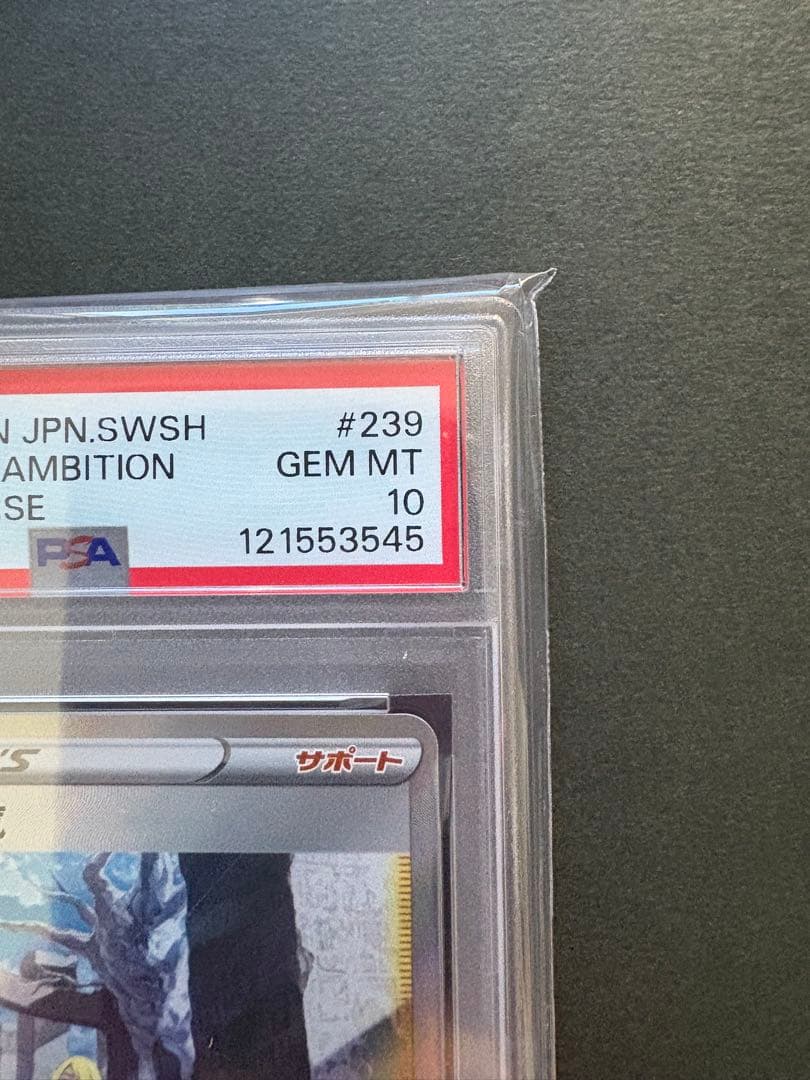 N JPN.SWSH #239
AMBITION GEM MT
SE 10
121553545
PSA
'S
サポート